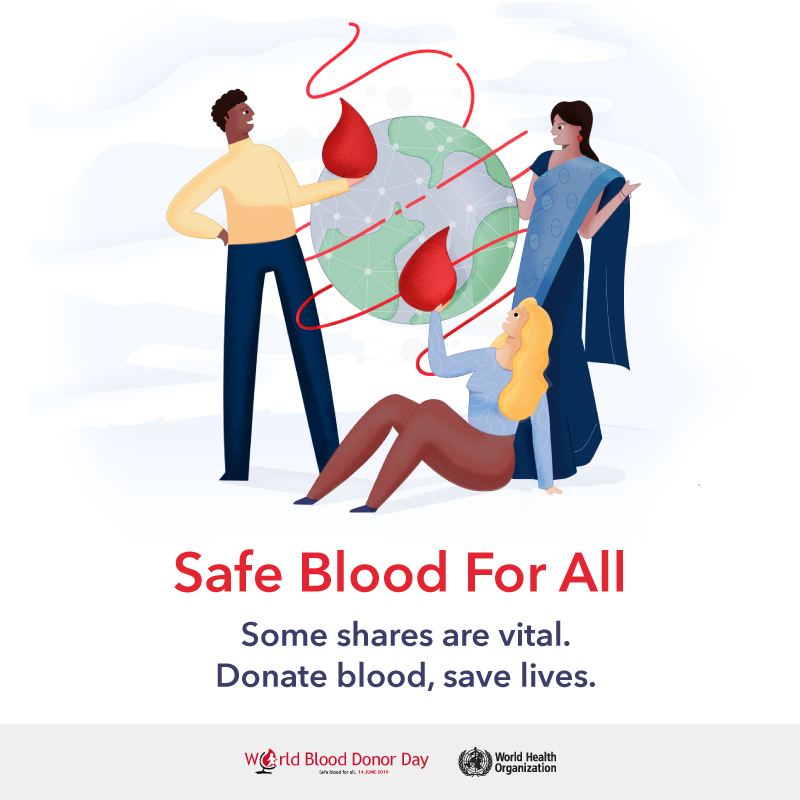 Safe Blood For All
Some shares are vital.
Donate blood, save lives.
World Blood Donor Day
Safe blood for all. 14 JUNE 2019
World Health
Organization